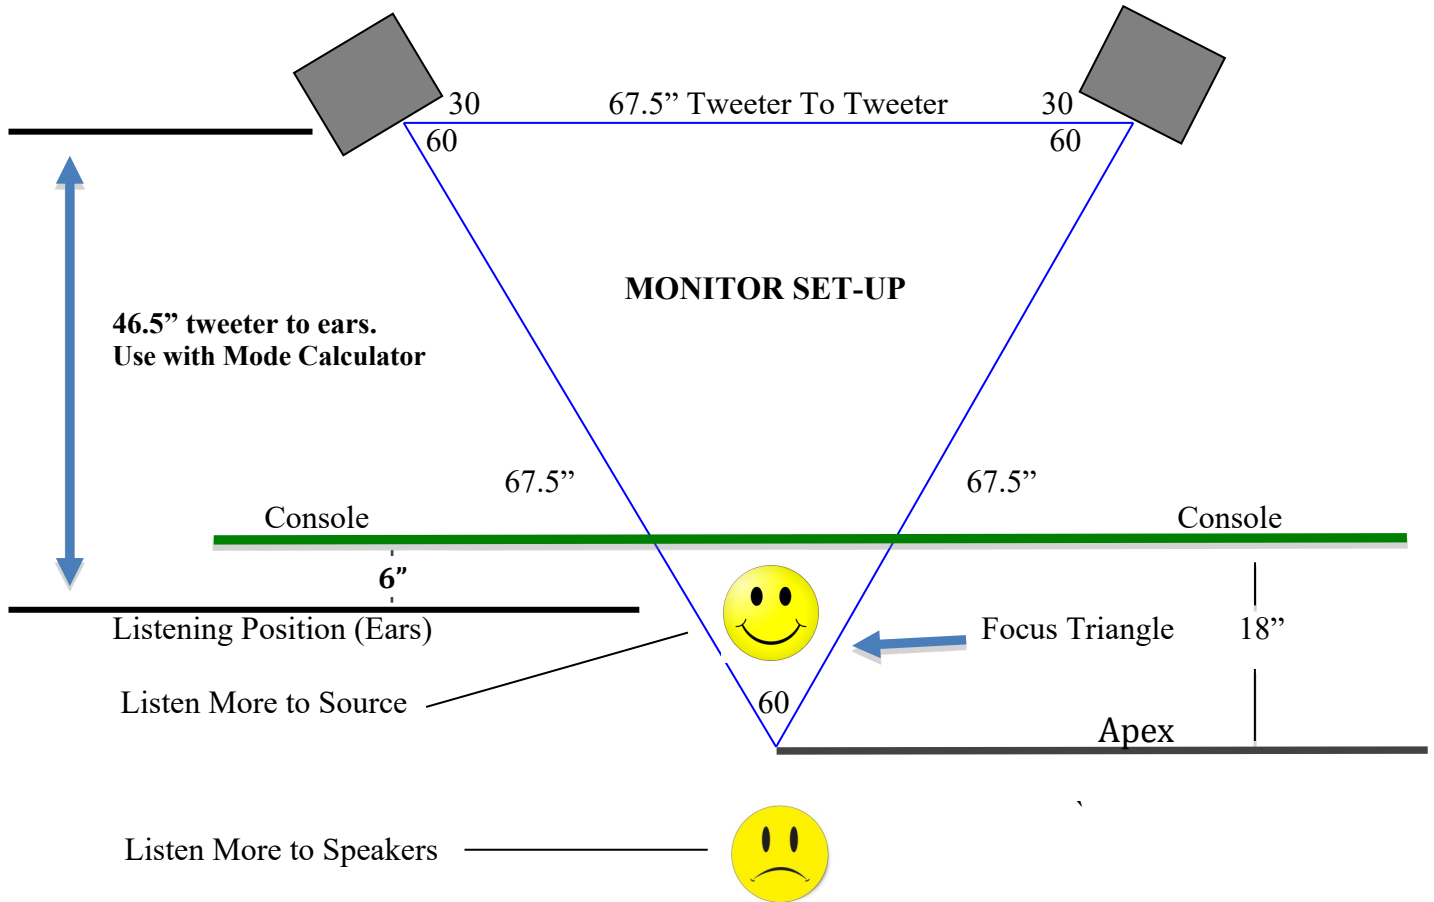 30
67.5” Tweeter To Tweeter
30
60
60
MONITOR SET-UP
46.5” tweeter to ears.
Use with Mode Calculator
67.5”
67.5”
Console
Console
6”
Listening Position (Ears)
Focus Triangle
18”
Listen More to Source
60
Apex
`
Listen More to Speakers